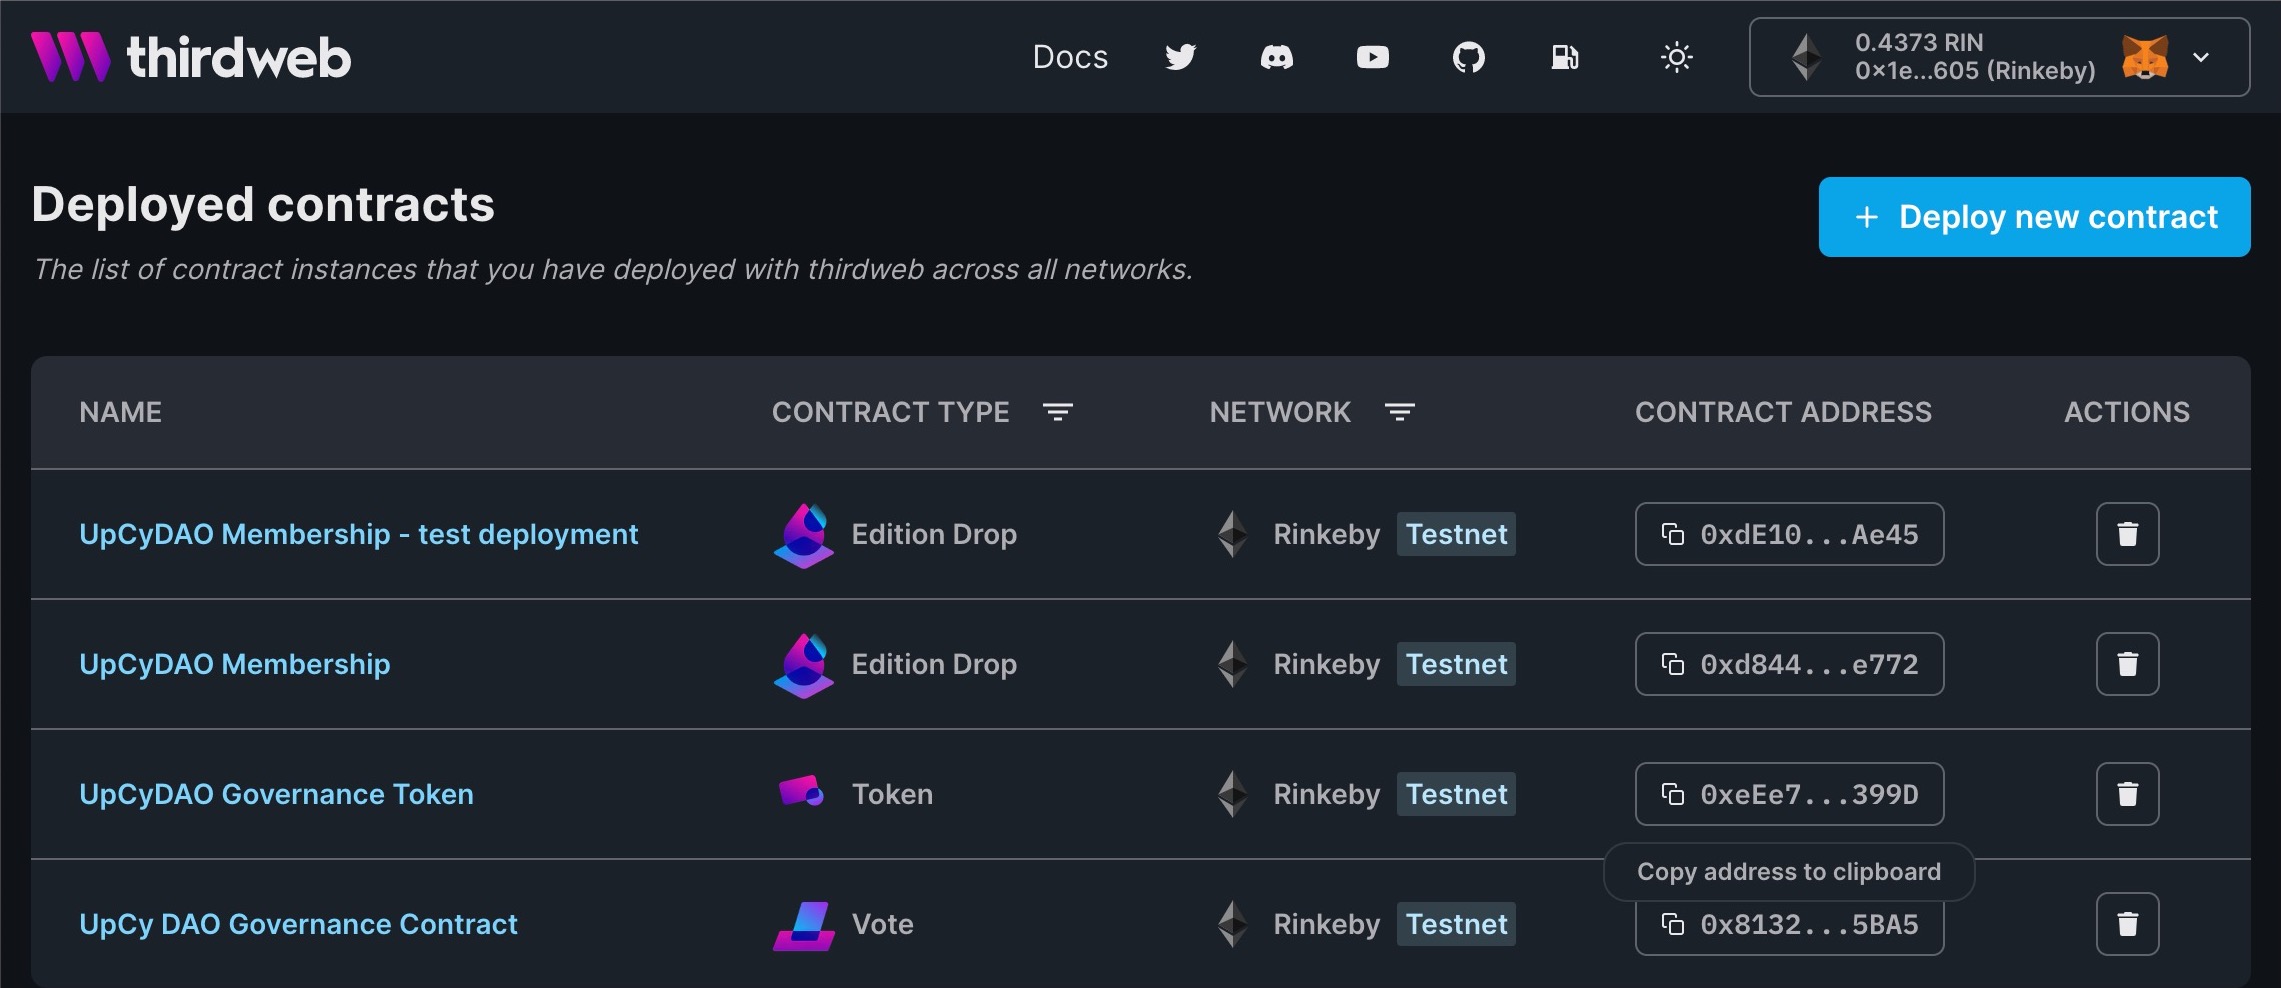 thirdweb
Docs
0.4373 RIN
0x1e...605 (Rinkeby)
Deployed contracts
+ Deploy new contract
The list of contract instances that you have deployed with thirdweb across all networks.
NAME CONTRACT TYPE NETWORK CONTRACT ADDRESS ACTIONS
UpCyDAO Membership - test deployment Edition Drop Rinkeby Testnet 0xdE10...Ae45
UpCyDAO Membership Edition Drop Rinkeby Testnet 0xd844...e772
UpCyDAO Governance Token Token Rinkeby Testnet 0xeEe7...399D
Copy address to clipboard
UpCy DAO Governance Contract Vote Rinkeby Testnet 0x8132...5BA5